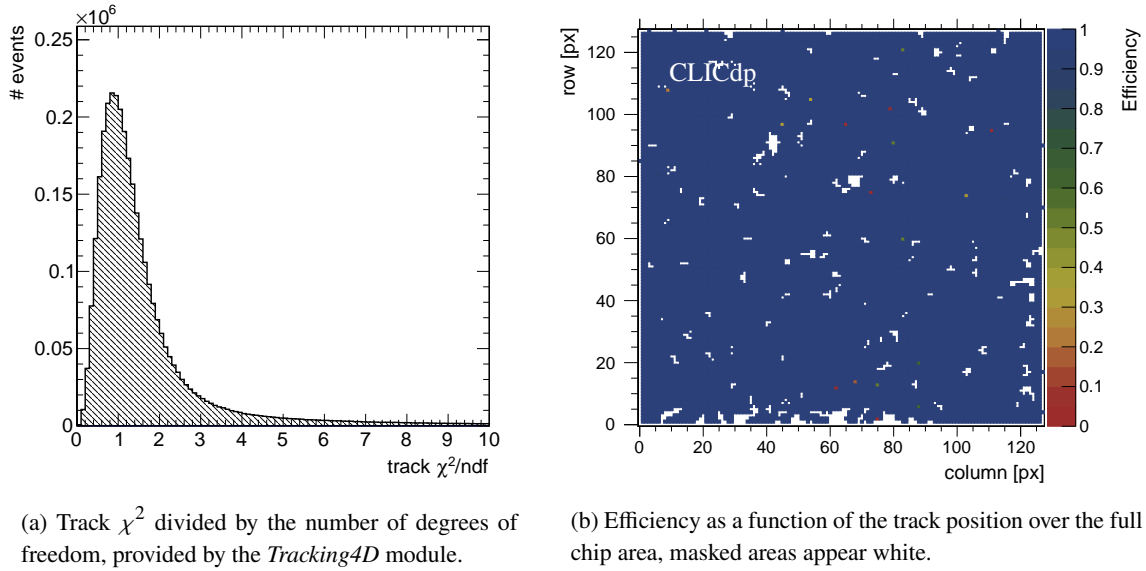 ×10⁶
0.25
0.2
0.15
0.1
0.05
0
# events
0 1 2 3 4 5 6 7 8 9 10
track χ²/ndf
CLICdp
120
100
80
60
40
20
0
row [px]
0 20 40 60 80 100 120
column [px]
1
0.9
0.8
0.7
0.6
0.5
0.4
0.3
0.2
0.1
0
Efficiency
(a) Track χ² divided by the number of degrees of
freedom, provided by the Tracking4D module.
(b) Efficiency as a function of the track position over the full
chip area, masked areas appear white.